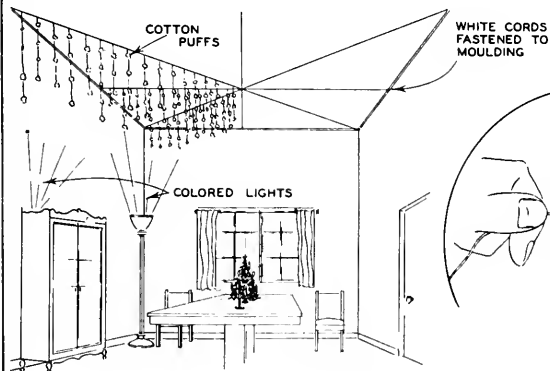 COTTON
PUFFS
WHITE CORDS
FASTENED TO
MOULDING
COLORED LIGHTS